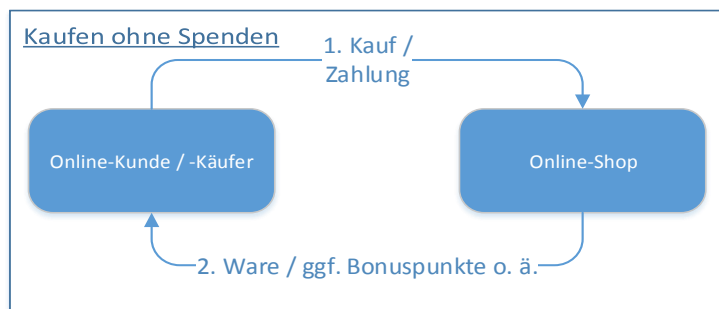 Kaufen ohne Spenden
1. Kauf /
Zahlung
Online-Kunde / -Käufer
Online-Shop
2. Ware / ggf. Bonuspunkte o. ä.